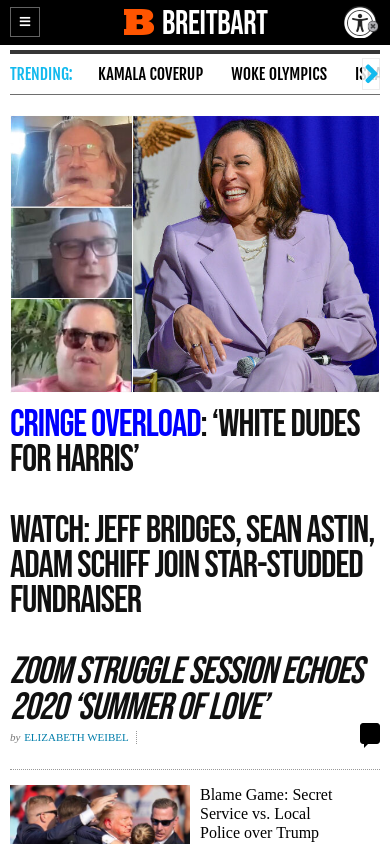 BREITBART
TRENDING:
KAMALA COVERUP
WOKE OLYMPICS
CRINGE OVERLOAD: ‘WHITE DUDES
FOR HARRIS’
WATCH: JEFF BRIDGES, SEAN ASTIN,
ADAM SCHIFF JOIN STAR-STUDDED
FUNDRAISER
ZOOM STRUGGLE SESSION ECHOES
2020 ‘SUMMER OF LOVE’
by ELIZABETH WEIBEL
Blame Game: Secret
Service vs. Local
Police over Trump